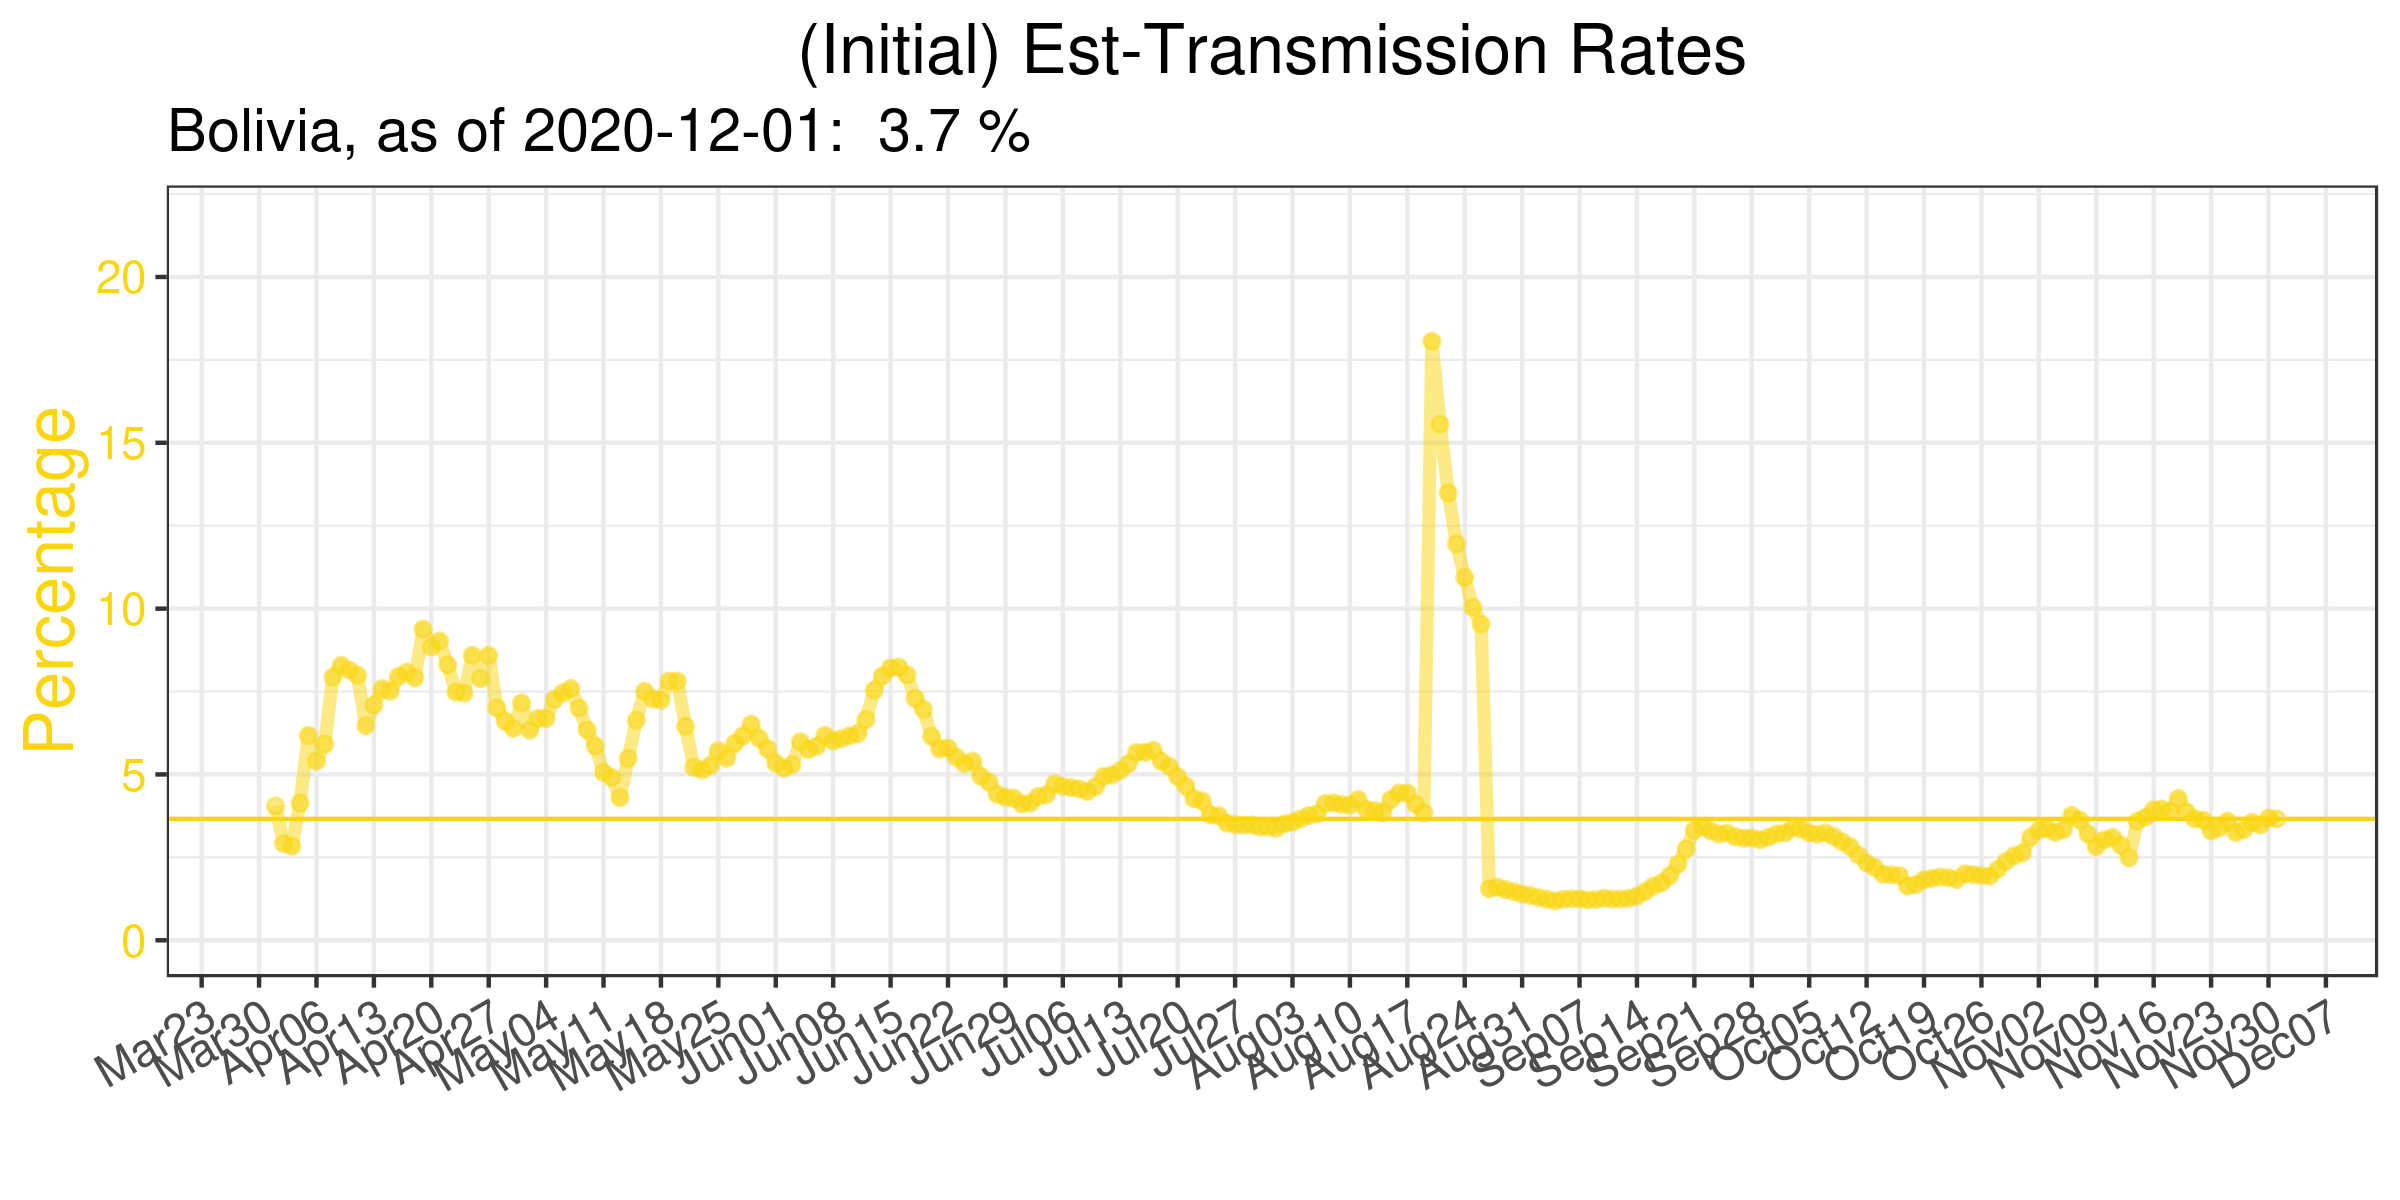 (Initial) Est-Transmission Rates
Bolivia, as of 2020-12-01:  3.7 %
Percentage
20
15
10
5
0
Mar23
Mar30
Apr06
Apr13
Apr20
Apr27
May04
May11
May18
May25
Jun01
Jun08
Jun15
Jun22
Jun29
Jul06
Jul13
Jul20
Jul27
Aug03
Aug10
Aug17
Aug24
Aug31
Sep07
Sep14
Sep21
Sep28
Oct05
Oct12
Oct19
Oct26
Nov02
Nov09
Nov16
Nov23
Nov30
Dec07